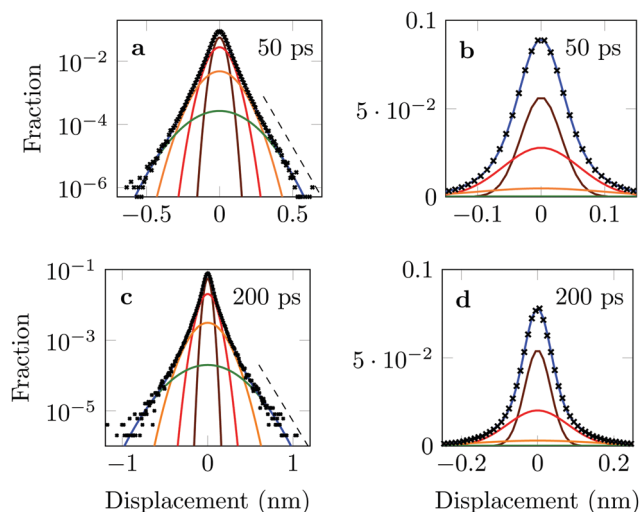 a 50 ps
10⁻²
10⁻⁴
10⁻⁶
−0.5 0 0.5
Fraction
b 50 ps
0.1
5 · 10⁻²
0
−0.1 0 0.1
c 200 ps
10⁻¹
10⁻³
10⁻⁵
−1 0 1
Fraction
Displacement (nm)
d 200 ps
0.1
5 · 10⁻²
0
−0.2 0 0.2
Displacement (nm)